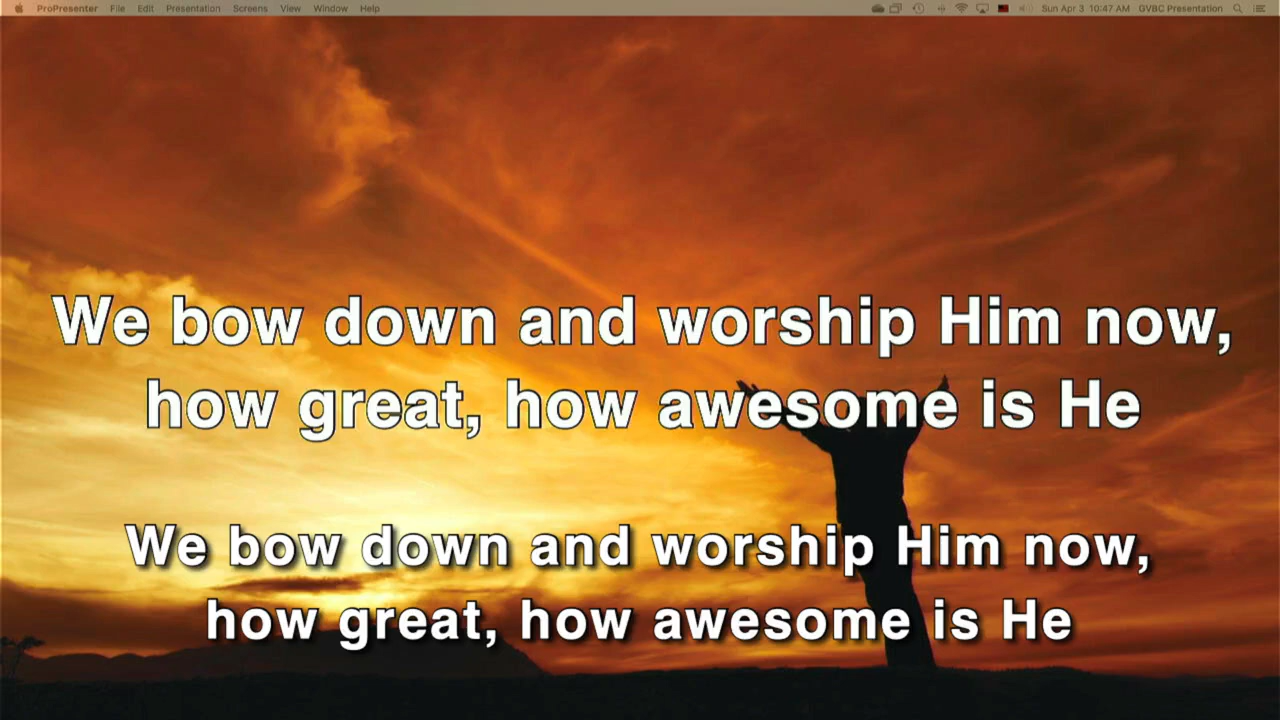 ProPresenter File Edit Presentation Screens View Window Help Sun Apr 3 10:47 AM GVBC Presentation
We bow down and worship Him now,
how great, how awesome is He
We bow down and worship Him now,
how great, how awesome is He